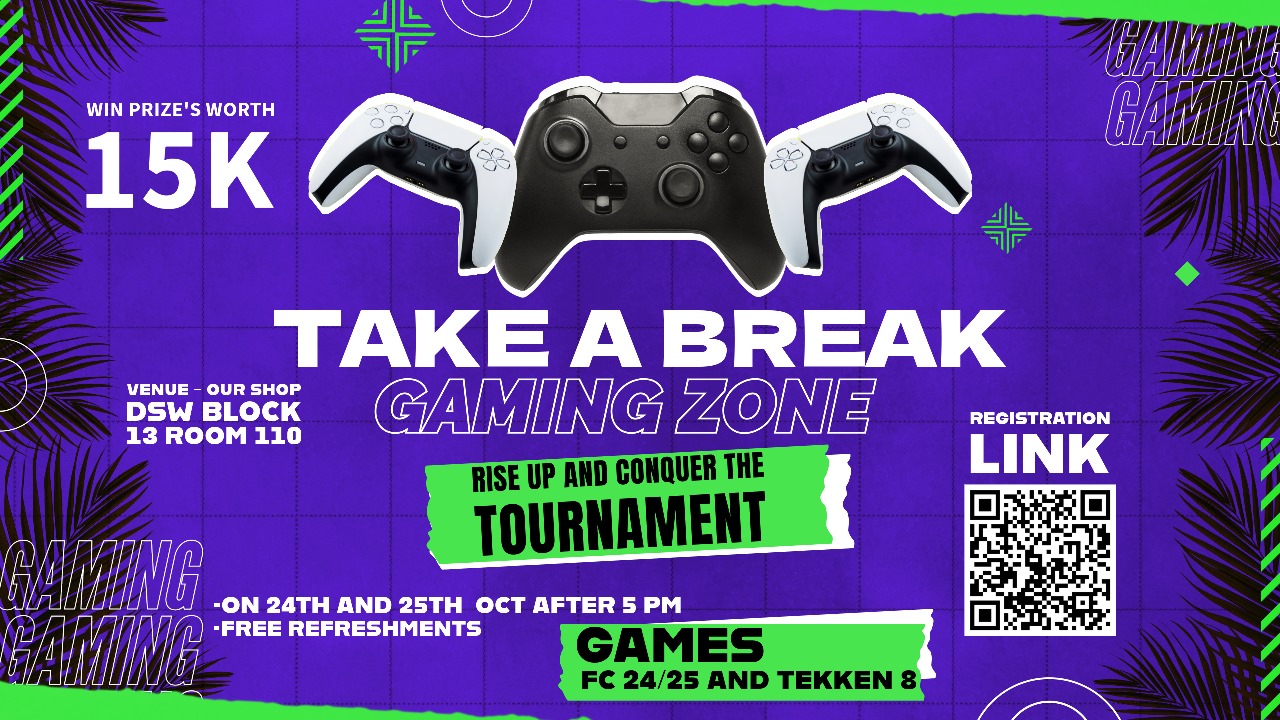 GAMING
GAMING
WIN PRIZE'S WORTH
15K
TAKE A BREAK
GAMING ZONE
VENUE - OUR SHOP
DSW BLOCK
13 ROOM 110
REGISTRATION
LINK
RISE UP AND CONQUER THE
TOURNAMENT
GAMING
GAMING
-ON 24TH AND 25TH OCT AFTER 5 PM
-FREE REFRESHMENTS
GAMES
FC 24/25 AND TEKKEN 8